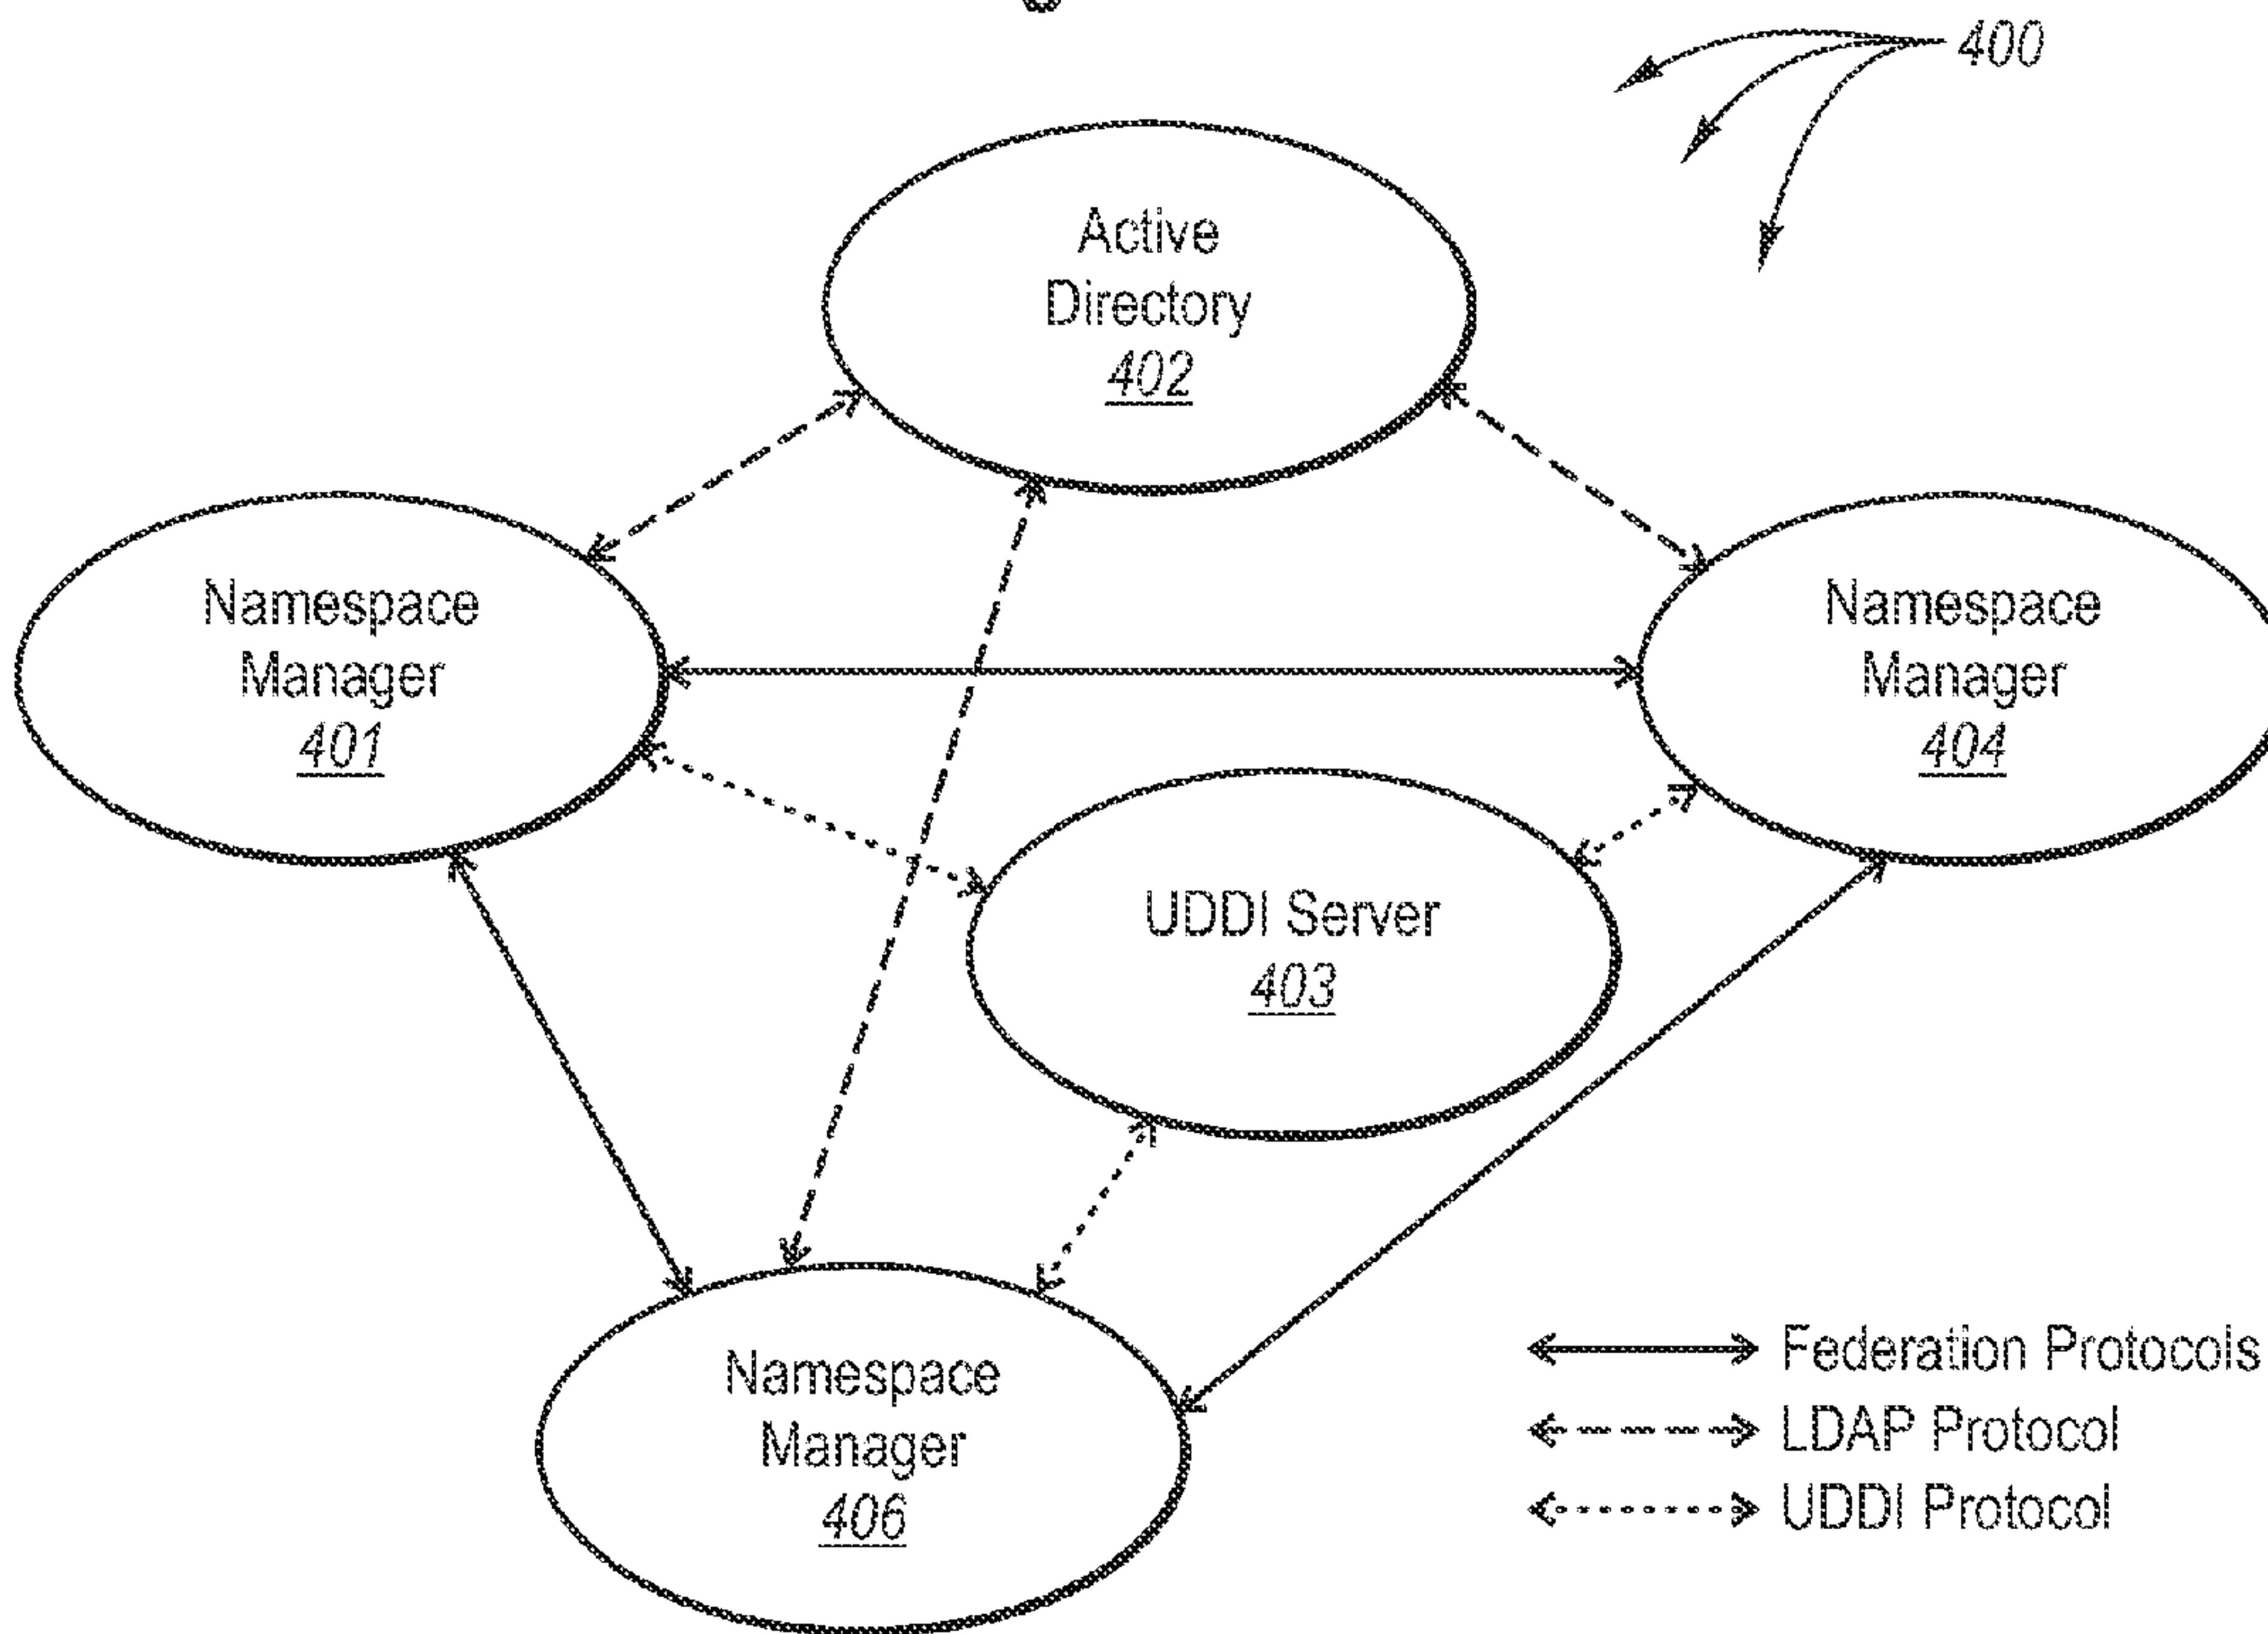 400
Active
Directory
402
Namespace
Manager
401
Namespace
Manager
404
UDDI Server
403
Namespace
Manager
406
Federation Protocols
LDAP Protocol
UDDI Protocol